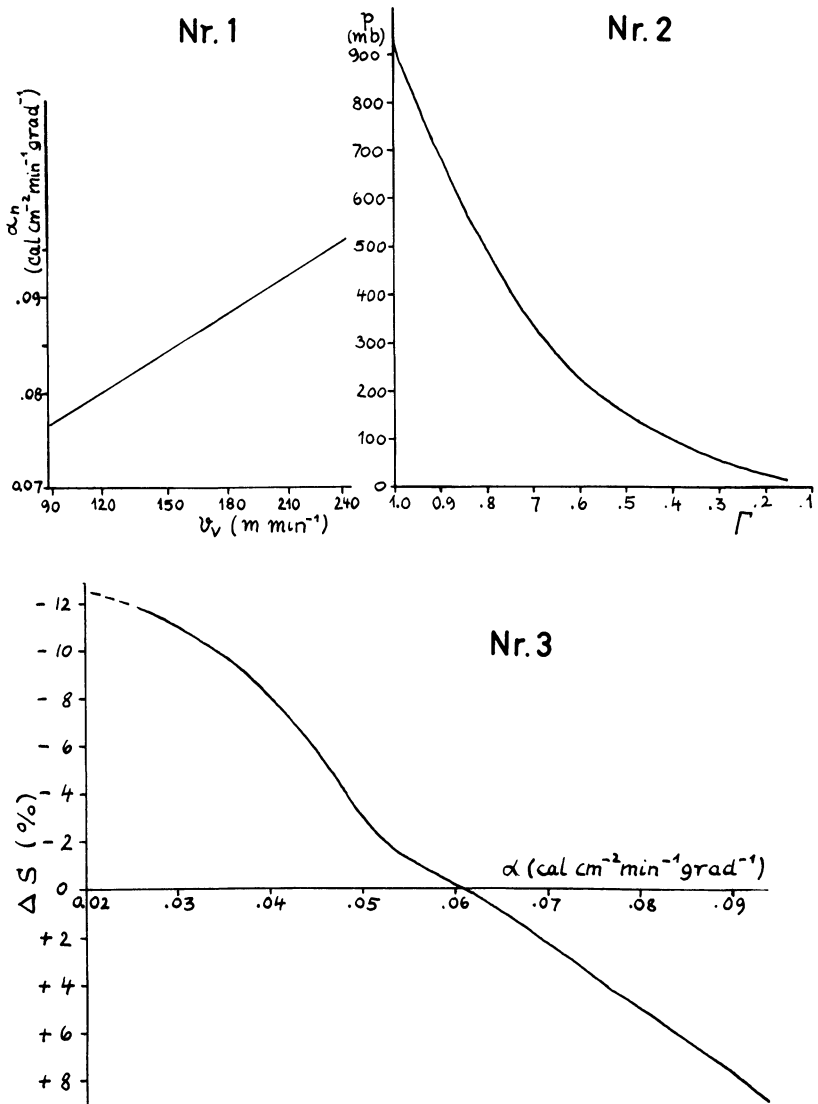 Nr. 1
αn
(cal cm⁻² min⁻¹ grad⁻¹)
.09
.08
0.07
90 120 150 180 210 240
vv (m min⁻¹)
Nr. 2
p
(mb)
900
800
700
600
500
400
300
200
100
0
1.0 0.9 .8 7 .6 .5 .4 .3 .2 .1
Γ
Nr. 3
- 12
- 10
- 8
- 6
- 4
- 2
0
+ 2
+ 4
+ 6
+ 8
Δ S (%)
α (cal cm⁻² min⁻¹ grad⁻¹)
0.02 .03 .04 .05 .06 .07 .08 .09